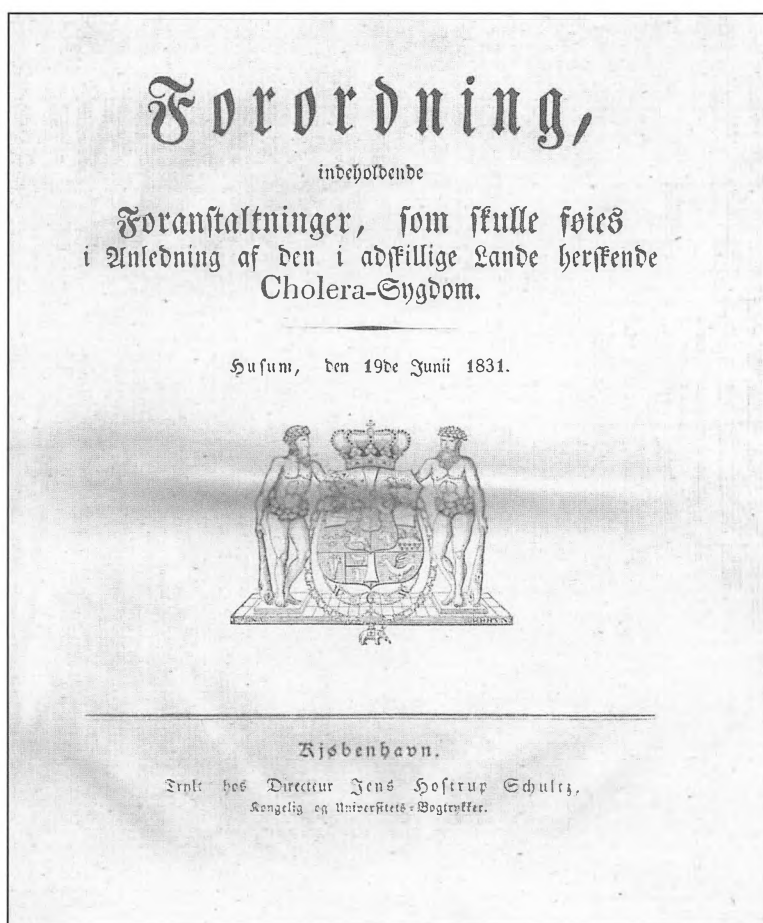 Forordning,
indeholdende
Foranstaltninger, som skulle føies
i Anledning af den i adskillige Lande herskende
Cholera-Sygdom.
Husum, den 19de Junii 1831.
Kjøbenhavn.
Trykt hos Directeur Jens Hostrup Schultz,
Kongelig og Universitets-Bogtrykker.